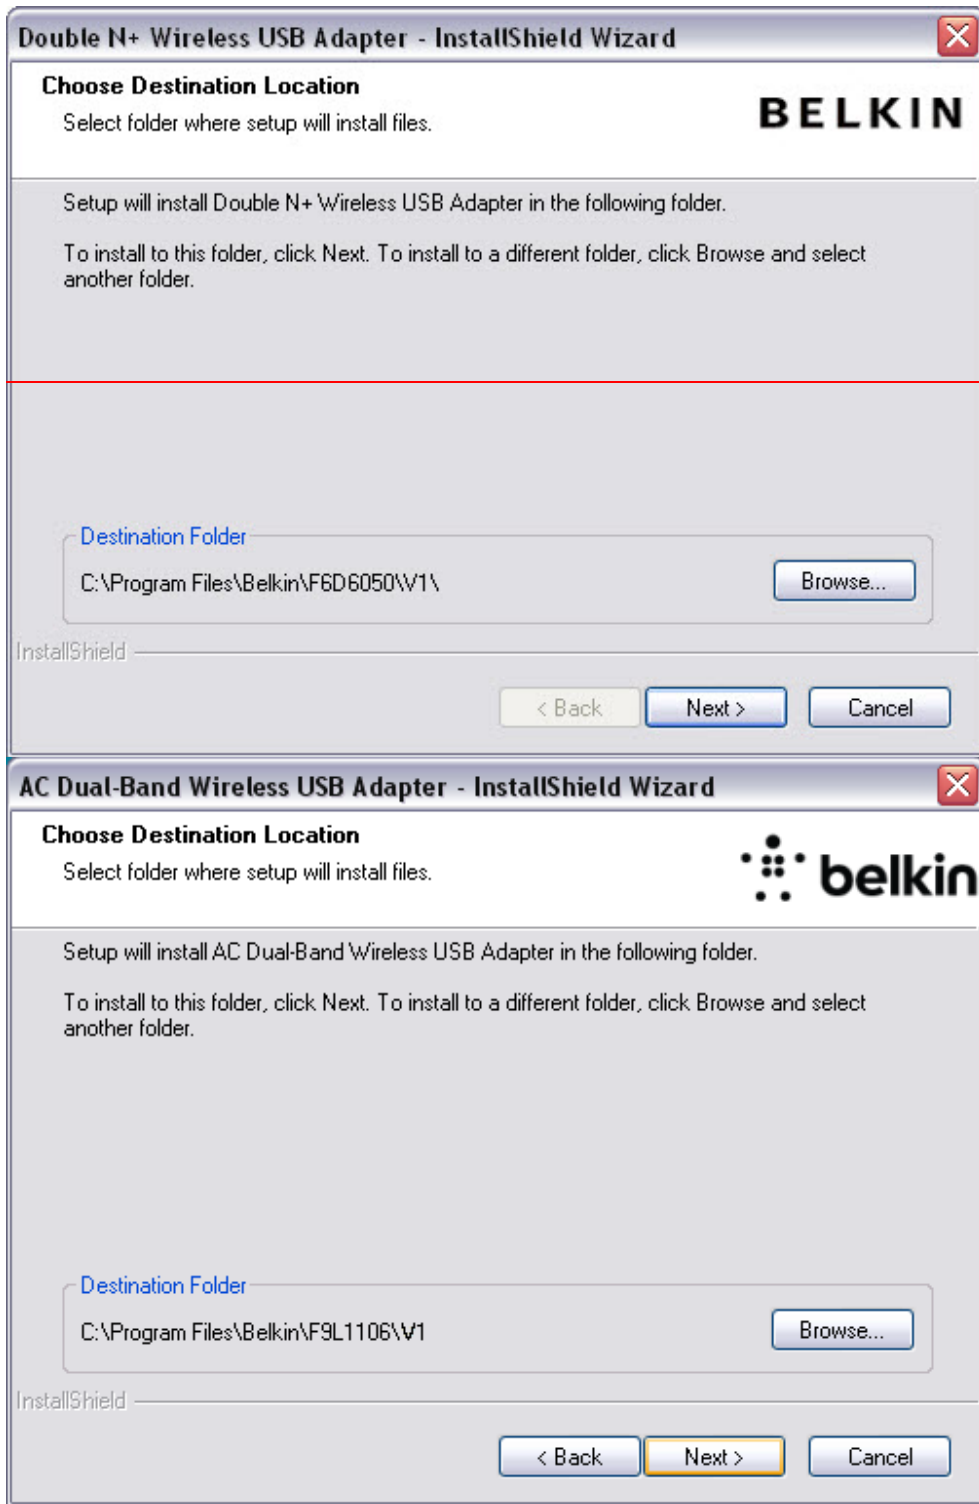 Double N+ Wireless USB Adapter - InstallShield Wizard
Choose Destination Location
Select folder where setup will install files.
BELKIN
Setup will install Double N+ Wireless USB Adapter in the following folder.
To install to this folder, click Next. To install to a different folder, click Browse and select
another folder.
Destination Folder
C:\Program Files\Belkin\F6D6050\V1\
Browse...
InstallShield
< Back
Next >
Cancel
AC Dual-Band Wireless USB Adapter - InstallShield Wizard
Choose Destination Location
Select folder where setup will install files.
belkin
Setup will install AC Dual-Band Wireless USB Adapter in the following folder.
To install to this folder, click Next. To install to a different folder, click Browse and select
another folder.
Destination Folder
C:\Program Files\Belkin\F9L1106\V1
Browse...
InstallShield
< Back
Next >
Cancel